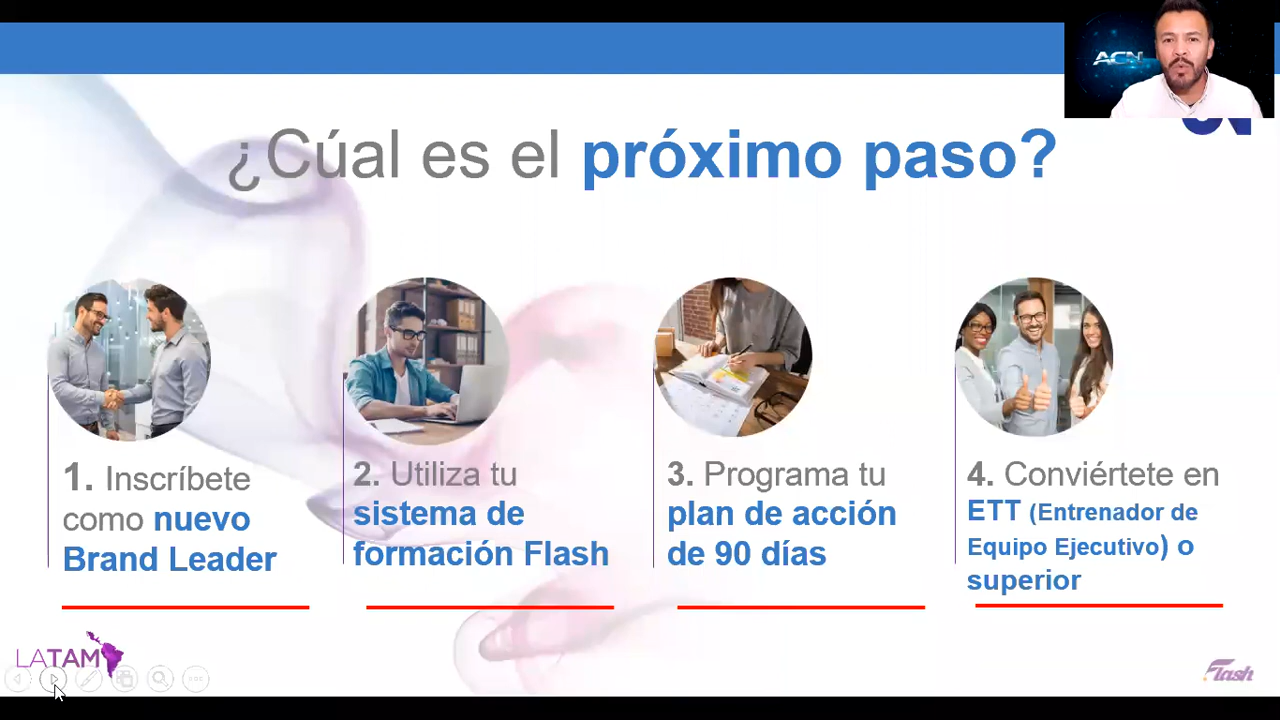 ACN
¿Cúal es el próximo paso?
1. Inscríbete
como nuevo
Brand Leader
2. Utiliza tu
sistema de
formación Flash
3. Programa tu
plan de acción
de 90 días
4. Conviértete en
ETT (Entrenador de
Equipo Ejecutivo) o
superior
LATAM
Flash